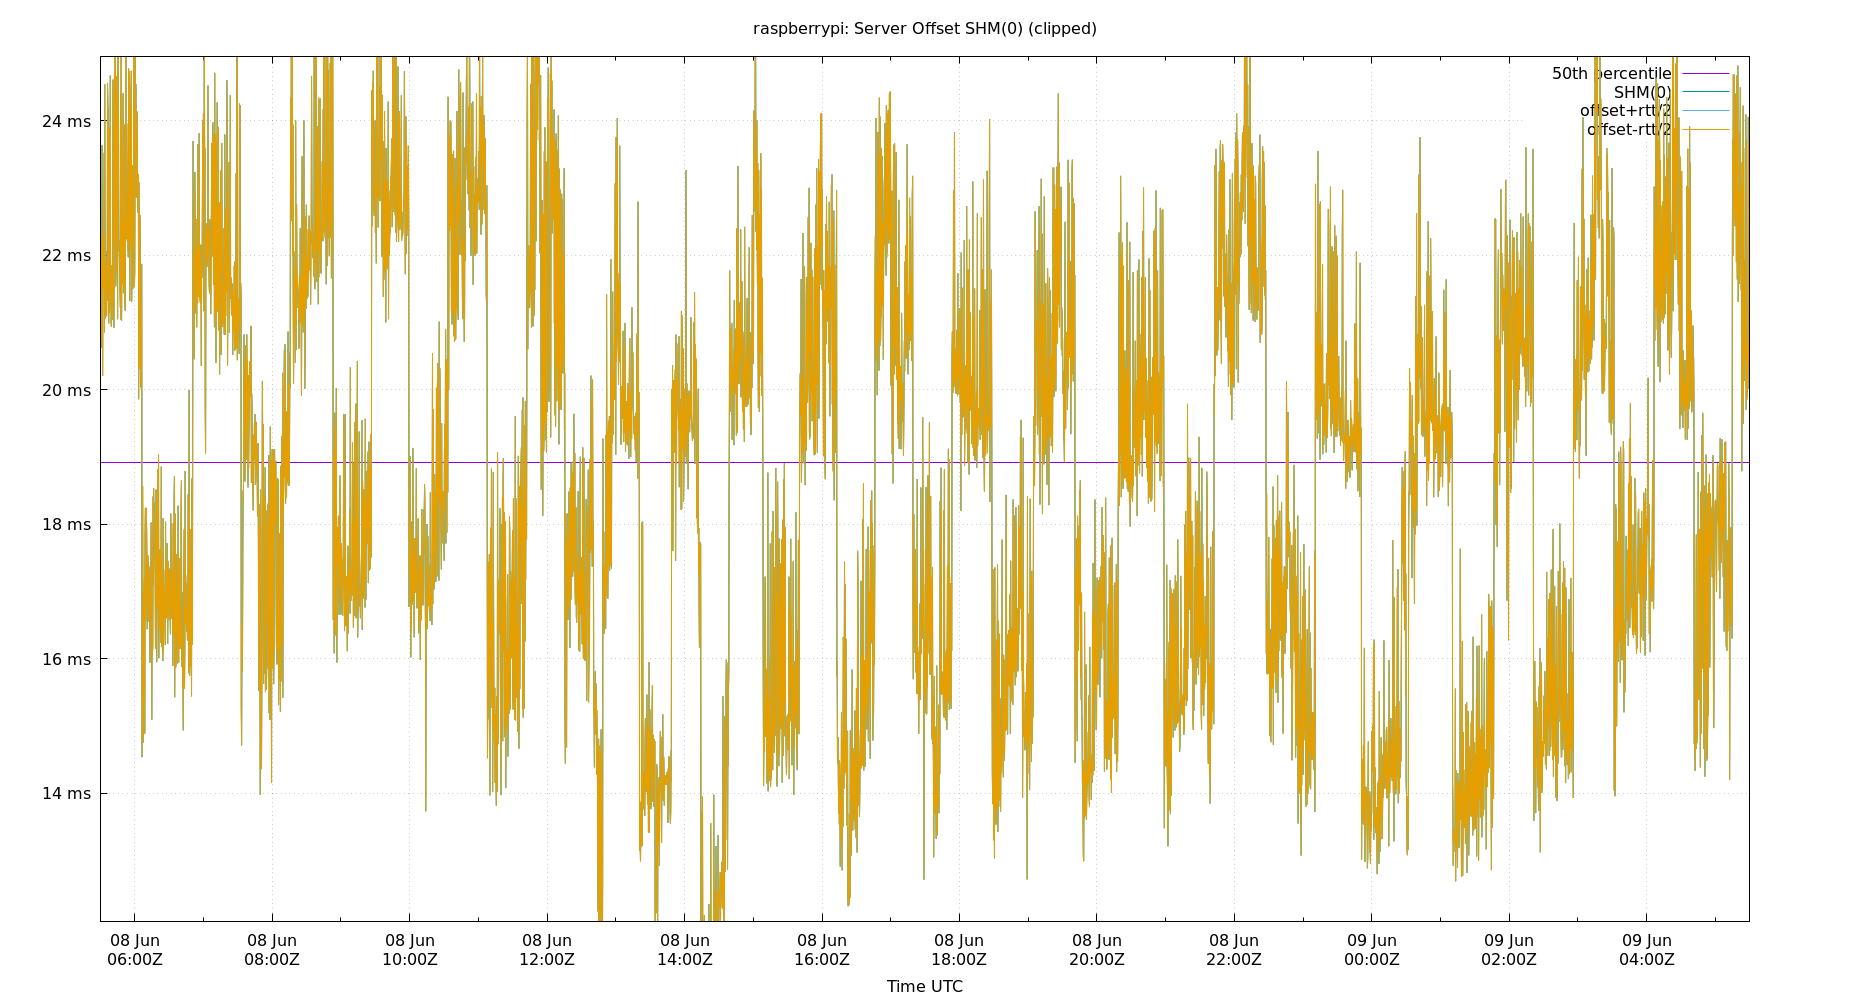 raspberrypi: Server Offset SHM(0) (clipped)
50th percentile
SHM(0)
offset+rtt/2
offset-rtt/2
24 ms
22 ms
20 ms
18 ms
16 ms
14 ms
08 Jun 08 Jun 08 Jun 08 Jun 08 Jun 08 Jun 08 Jun 08 Jun 08 Jun 09 Jun 09 Jun 09 Jun
06:00Z 08:00Z 10:00Z 12:00Z 14:00Z 16:00Z 18:00Z 20:00Z 22:00Z 00:00Z 02:00Z 04:00Z
Time UTC